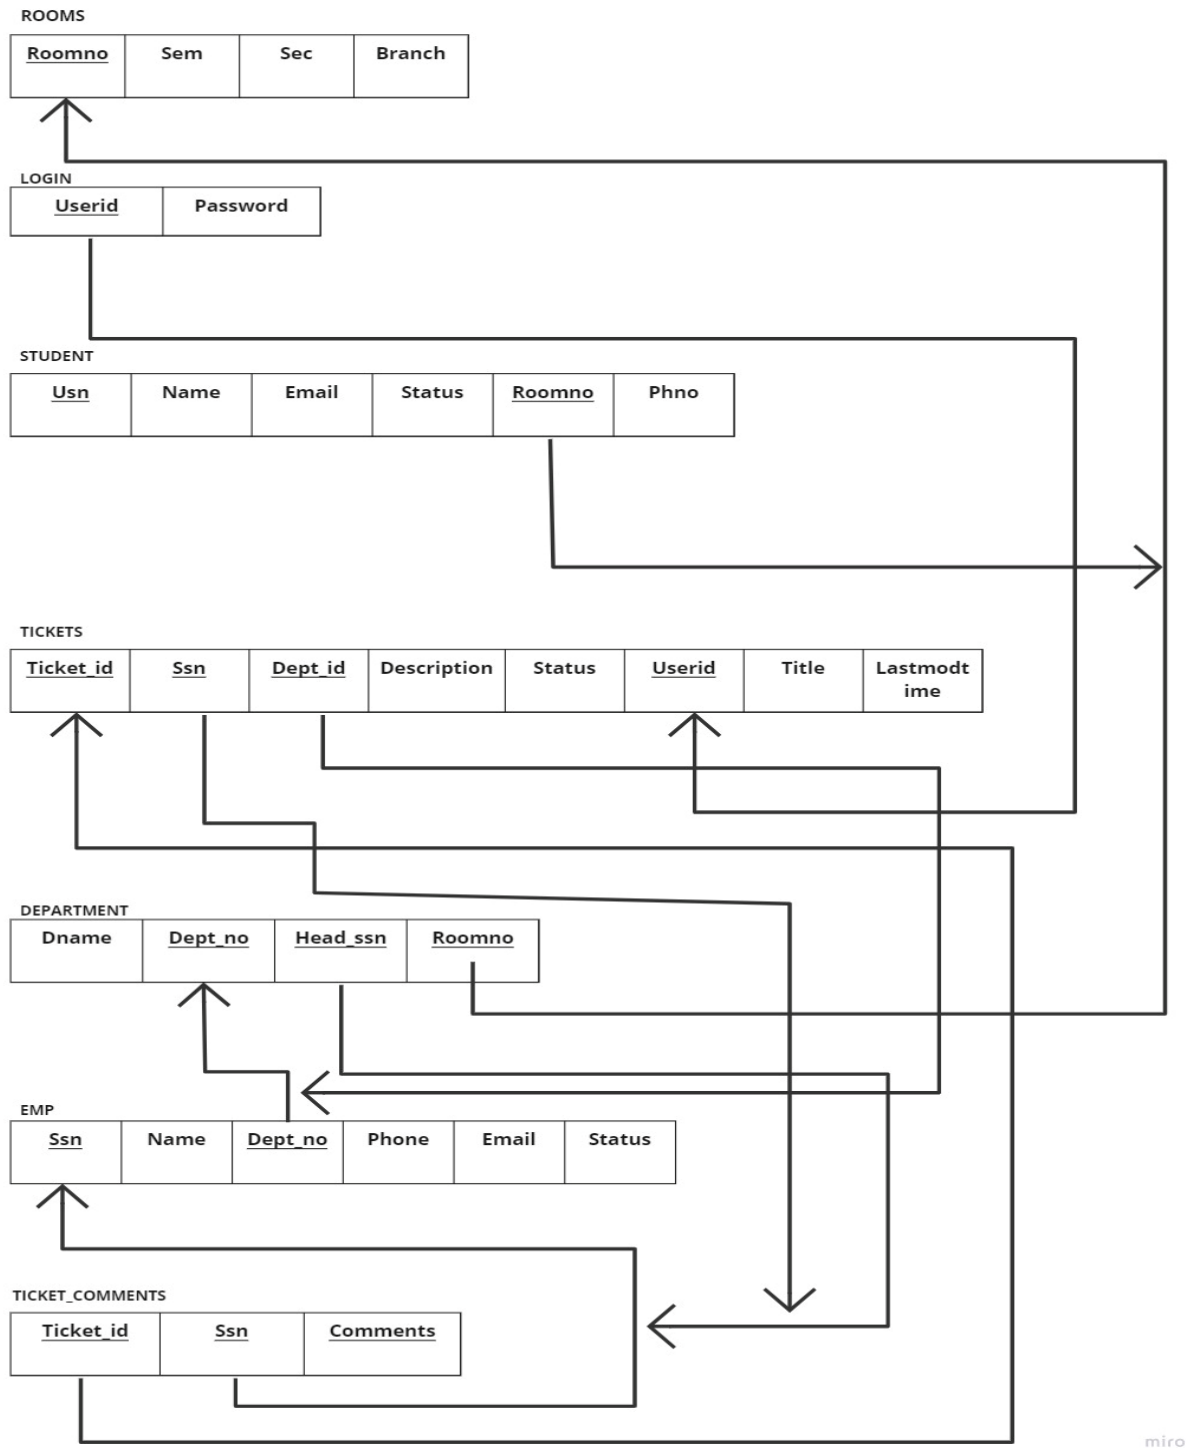 ROOMS
Roomno Sem Sec Branch
LOGIN
Userid Password
STUDENT
Usn Name Email Status Roomno Phno
TICKETS
Ticket_id Ssn Dept_id Description Status Userid Title Lastmodt
ime
DEPARTMENT
Dname Dept_no Head_ssn Roomno
EMP
Ssn Name Dept_no Phone Email Status
TICKET_COMMENTS
Ticket_id Ssn Comments
miro